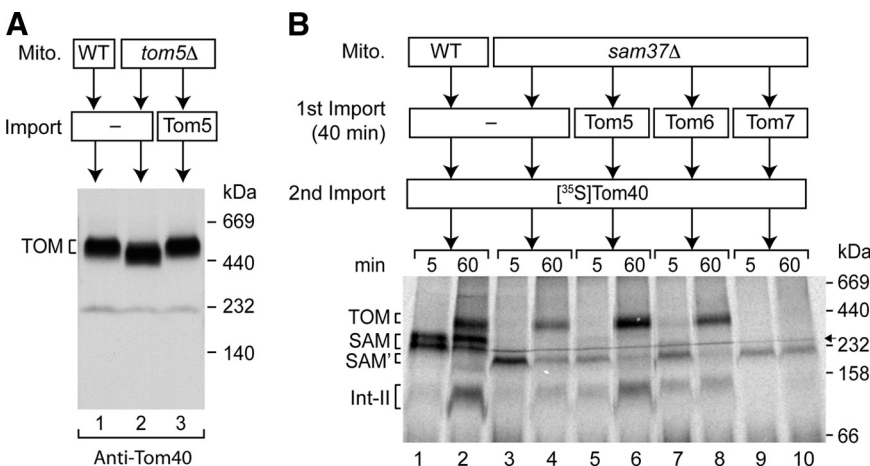 A
Mito. WT tom5Δ
Import – Tom5
kDa
669
TOM
440
232
140
1 2 3
Anti-Tom40
B
Mito. WT sam37Δ
1st Import
(40 min)
– Tom5 Tom6 Tom7
2nd Import [³⁵S]Tom40
min 5 60 5 60 5 60 5 60 5 60
kDa
669
TOM
440
SAM
232
SAM'
158
Int-II
66
1 2 3 4 5 6 7 8 9 10